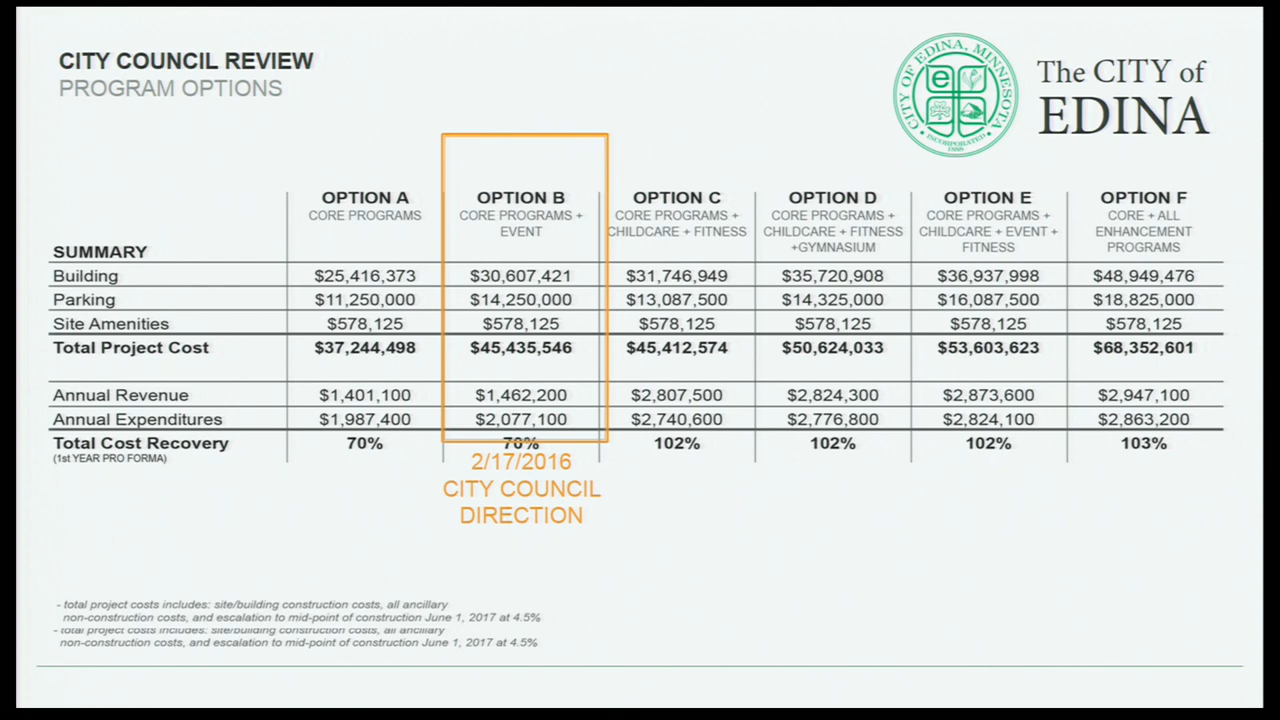 CITY COUNCIL REVIEW
PROGRAM OPTIONS
CITY OF EDINA, MINNESOTA
e
INCORPORATED
1888
The CITY of
EDINA
OPTION A
CORE PROGRAMS
OPTION B
CORE PROGRAMS +
EVENT
OPTION C
CORE PROGRAMS +
CHILDCARE + FITNESS
OPTION D
CORE PROGRAMS +
CHILDCARE + FITNESS
+GYMNASIUM
OPTION E
CORE PROGRAMS +
CHILDCARE + EVENT +
FITNESS
OPTION F
CORE + ALL
ENHANCEMENT
PROGRAMS
SUMMARY
Building $25,416,373 $30,607,421 $31,746,949 $35,720,908 $36,937,998 $48,949,476
Parking $11,250,000 $14,250,000 $13,087,500 $14,325,000 $16,087,500 $18,825,000
Site Amenities $578,125 $578,125 $578,125 $578,125 $578,125 $578,125
Total Project Cost $37,244,498 $45,435,546 $45,412,574 $50,624,033 $53,603,623 $68,352,601
Annual Revenue $1,401,100 $1,462,200 $2,807,500 $2,824,300 $2,873,600 $2,947,100
Annual Expenditures $1,987,400 $2,077,100 $2,740,600 $2,776,800 $2,824,100 $2,863,200
Total Cost Recovery 70% 70% 102% 102% 102% 103%
(1st YEAR PRO FORMA)
2/17/2016
CITY COUNCIL
DIRECTION
- total project costs includes: site/building construction costs, all ancillary
non-construction costs, and escalation to mid-point of construction June 1, 2017 at 4.5%
- total project costs includes: site/building construction costs, all ancillary
non-construction costs, and escalation to mid-point of construction June 1, 2017 at 4.5%